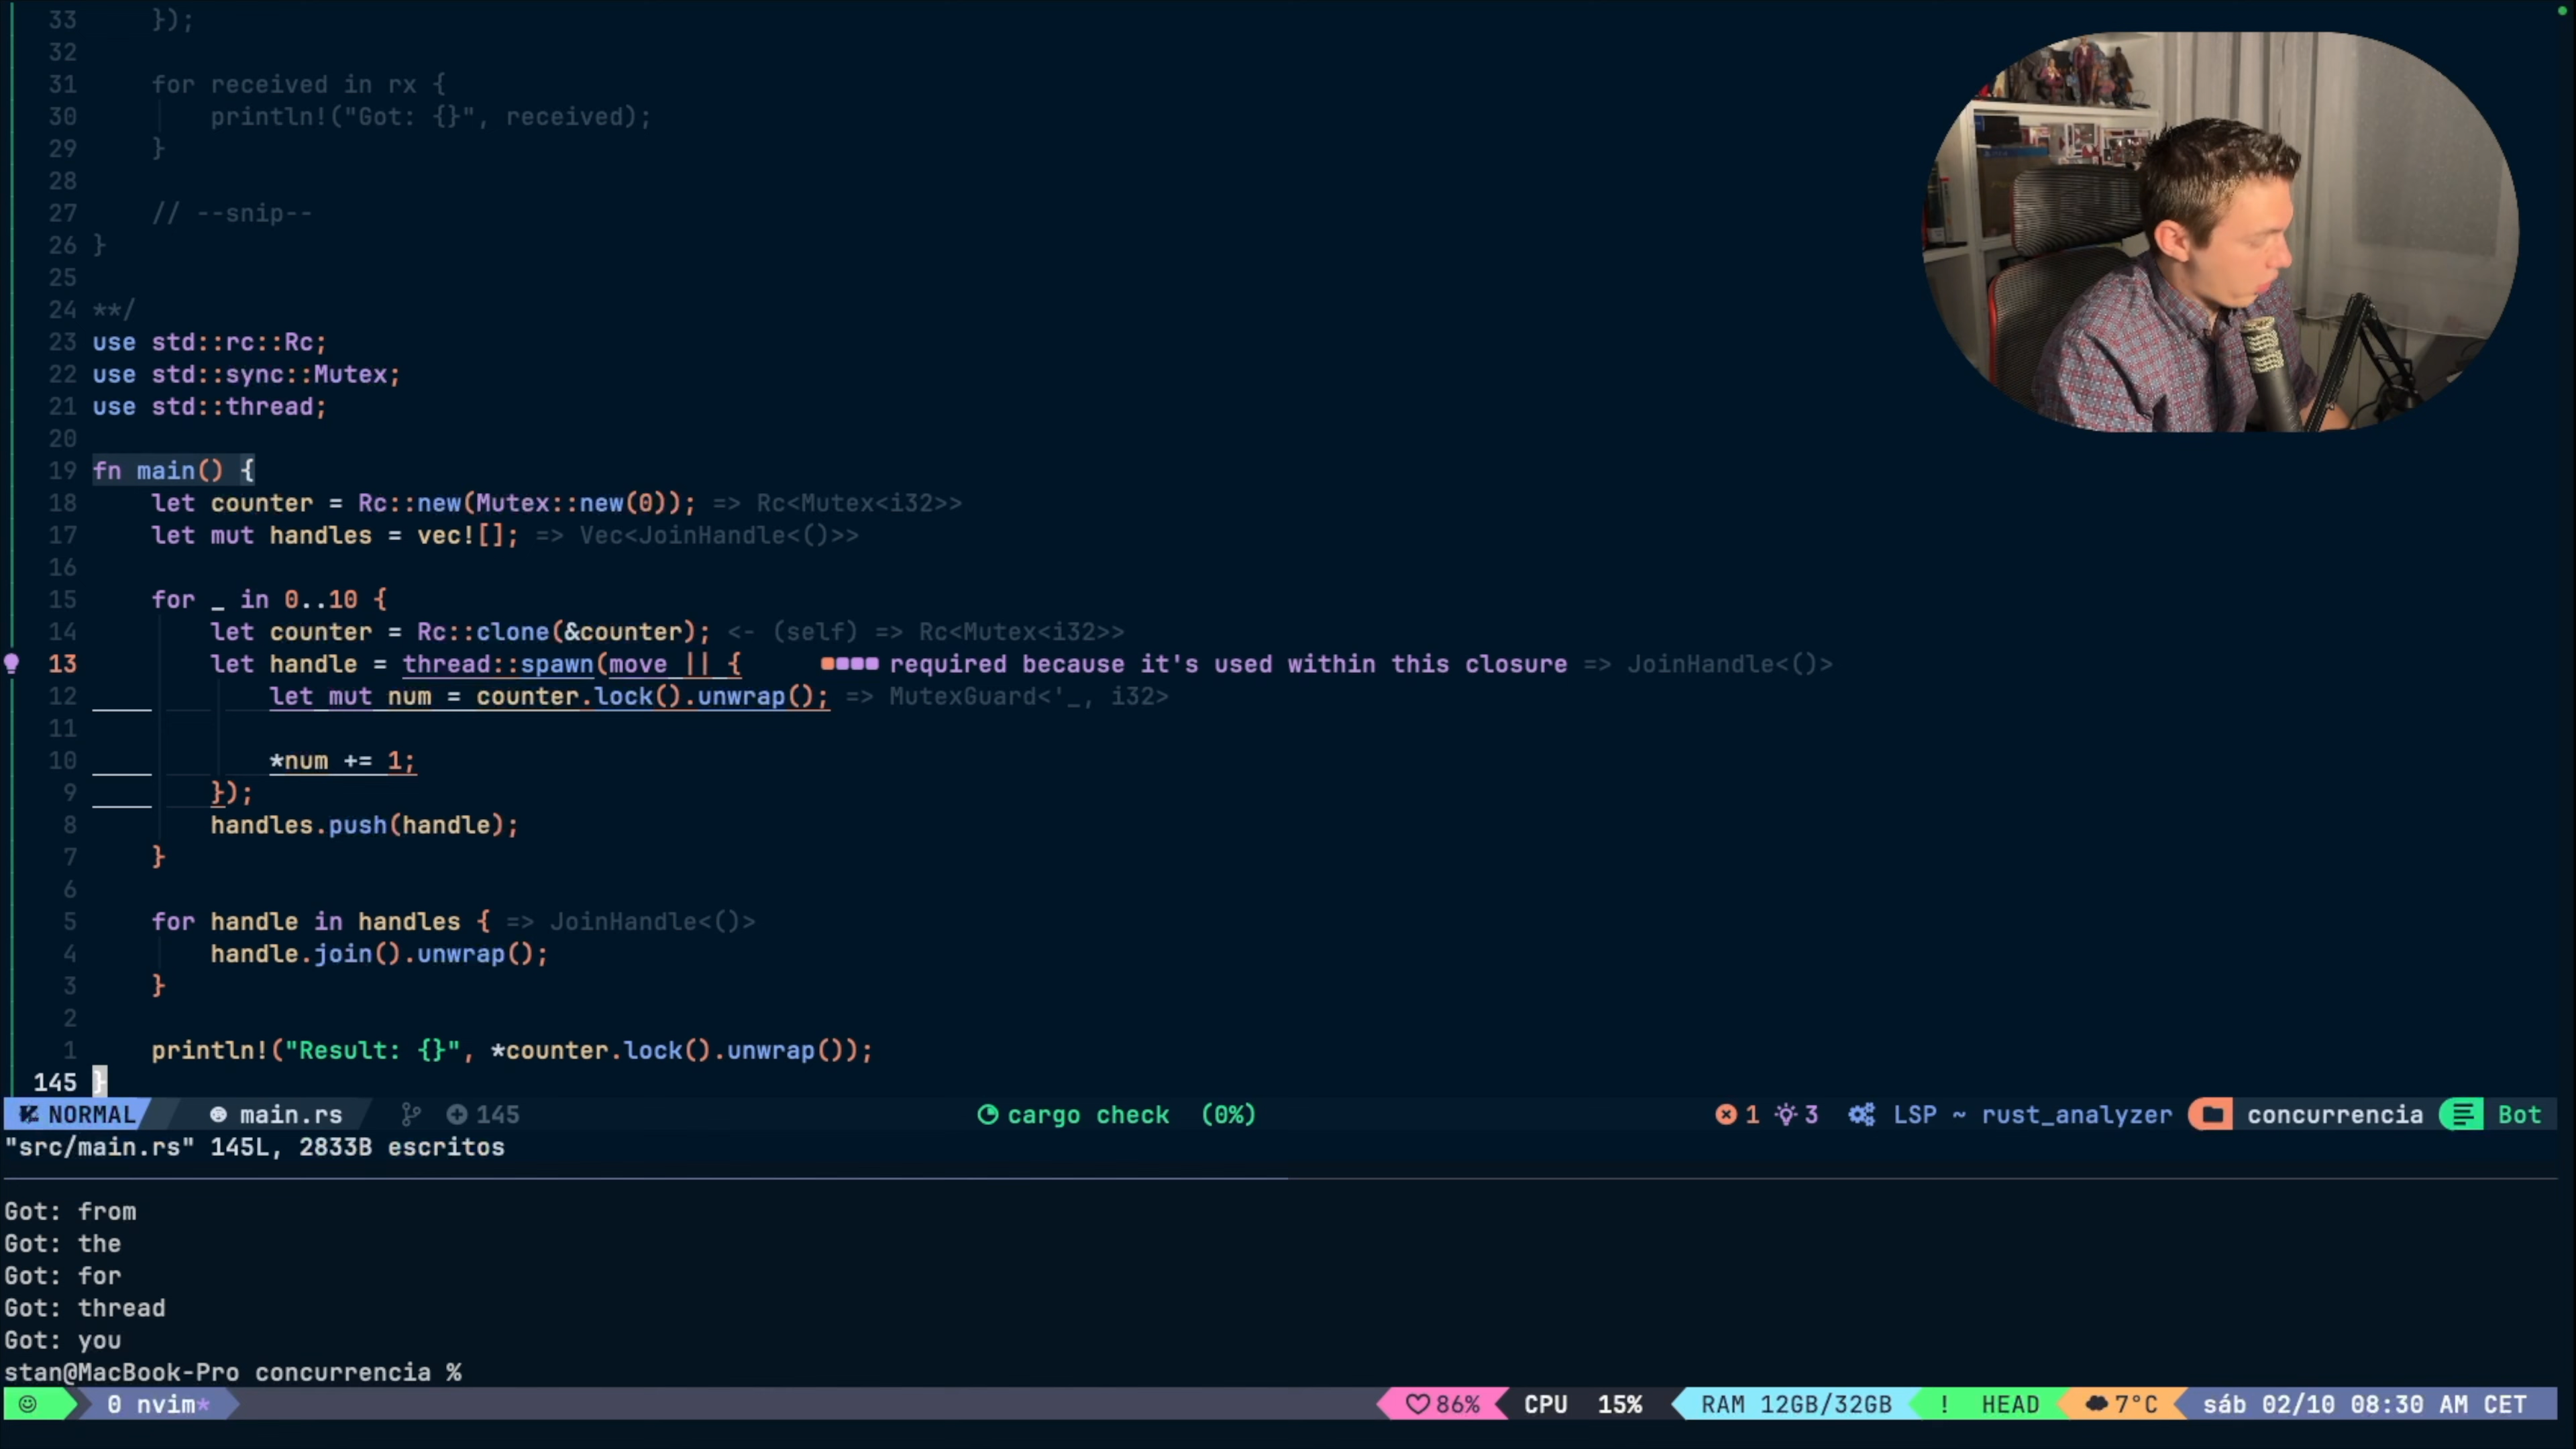 33 });
32
31 for received in rx {
30 println!("Got: {}", received);
29 }
28
27 // --snip--
26 }
25
24 **/
23 use std::rc::Rc;
22 use std::sync::Mutex;
21 use std::thread;
20
19 fn main() {
18 let counter = Rc::new(Mutex::new(0)); => Rc<Mutex<i32>>
17 let mut handles = vec![]; => Vec<JoinHandle<()>>
16
15 for _ in 0..10 {
14 let counter = Rc::clone(&counter); <- (self) => Rc<Mutex<i32>>
13 let handle = thread::spawn(move || { ■■■■ required because it's used within this closure => JoinHandle<()>
12 let mut num = counter.lock().unwrap(); => MutexGuard<'_, i32>
11
10 *num += 1;
9 });
8 handles.push(handle);
7 }
6
5 for handle in handles { => JoinHandle<()>
4 handle.join().unwrap();
3 }
2
1 println!("Result: {}", *counter.lock().unwrap());
145 }
NORMAL main.rs 145 cargo check (0%) 1 3 LSP ~ rust_analyzer concurrencia Bot
"src/main.rs" 145L, 2833B escritos
Got: from
Got: the
Got: for
Got: thread
Got: you
stan@MacBook-Pro concurrencia %
0 nvim* 86% CPU 15% RAM 12GB/32GB ! HEAD 7°C sáb 02/10 08:30 AM CET